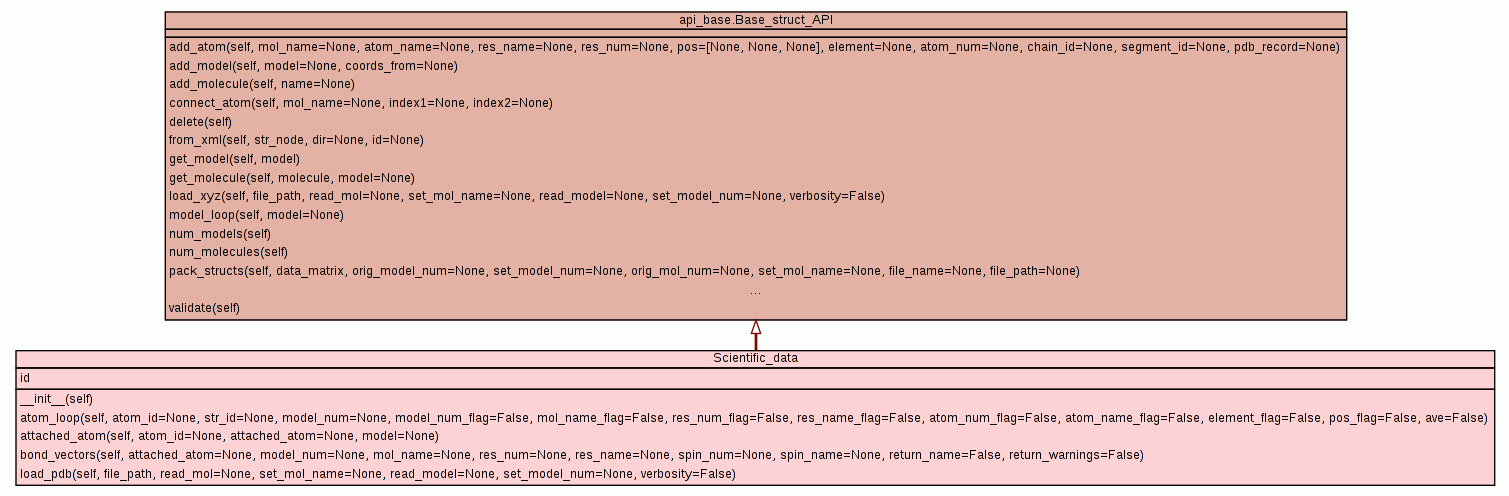 api_base.Base_struct_API
add_atom(self, mol_name=None, atom_name=None, res_name=None, res_num=None, pos=[None, None, None], element=None, atom_num=None, chain_id=None, segment_id=None, pdb_record=None)
add_model(self, model=None, coords_from=None)
add_molecule(self, name=None)
connect_atom(self, mol_name=None, index1=None, index2=None)
delete(self)
from_xml(self, str_node, dir=None, id=None)
get_model(self, model)
get_molecule(self, molecule, model=None)
load_xyz(self, file_path, read_mol=None, set_mol_name=None, read_model=None, set_model_num=None, verbosity=False)
model_loop(self, model=None)
num_models(self)
num_molecules(self)
pack_structs(self, data_matrix, orig_model_num=None, set_model_num=None, orig_mol_num=None, set_mol_name=None, file_name=None, file_path=None)
...
validate(self)
Scientific_data
id
__init__(self)
atom_loop(self, atom_id=None, str_id=None, model_num=None, model_num_flag=False, mol_name_flag=False, res_num_flag=False, res_name_flag=False, atom_num_flag=False, atom_name_flag=False, element_flag=False, pos_flag=False, ave=False)
attached_atom(self, atom_id=None, attached_atom=None, model=None)
bond_vectors(self, attached_atom=None, model_num=None, mol_name=None, res_num=None, res_name=None, spin_num=None, spin_name=None, return_name=False, return_warnings=False)
load_pdb(self, file_path, read_mol=None, set_mol_name=None, read_model=None, set_model_num=None, verbosity=False)